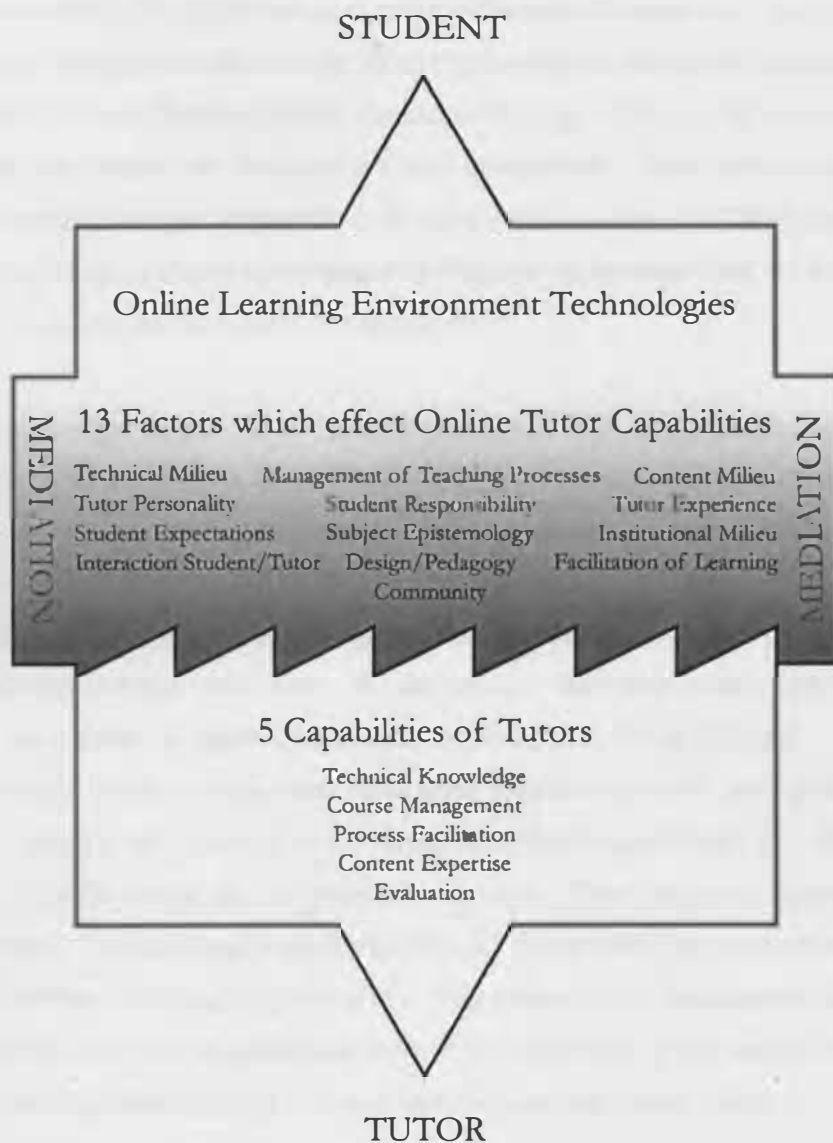 STUDENT
Online Learning Environment Technologies
MEDIATION
13 Factors which effect Online Tutor Capabilities
Technical Milieu Management of Teaching Processes Content Milieu
Tutor Personality Student Responsibility Tutor Experience
Student Expectations Subject Epistemology Institutional Milieu
Interaction Student/Tutor Design/Pedagogy Facilitation of Learning
Community
MEDIATION
5 Capabilities of Tutors
Technical Knowledge
Course Management
Process Facilitation
Content Expertise
Evaluation
TUTOR